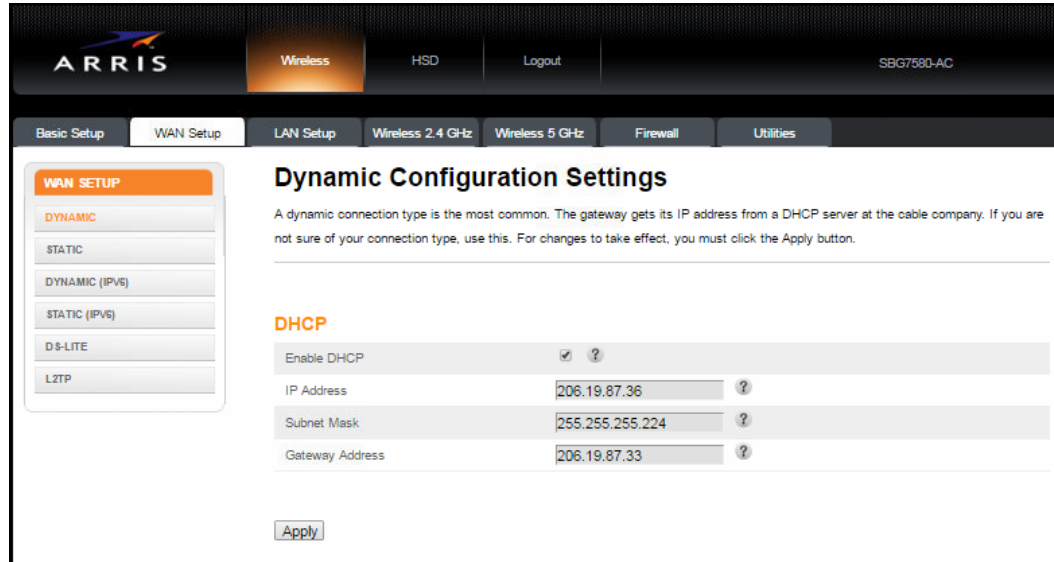 ARRIS
Wireless HSD Logout SBG7580-AC
Basic Setup WAN Setup LAN Setup Wireless 2.4 GHz Wireless 5 GHz Firewall Utilities
WAN SETUP
DYNAMIC
STATIC
DYNAMIC (IPV6)
STATIC (IPV6)
DS-LITE
L2TP
Dynamic Configuration Settings
A dynamic connection type is the most common. The gateway gets its IP address from a DHCP server at the cable company. If you are
not sure of your connection type, use this. For changes to take effect, you must click the Apply button.
DHCP
Enable DHCP ?
IP Address 206.19.87.36 ?
Subnet Mask 255.255.255.224 ?
Gateway Address 206.19.87.33 ?
Apply